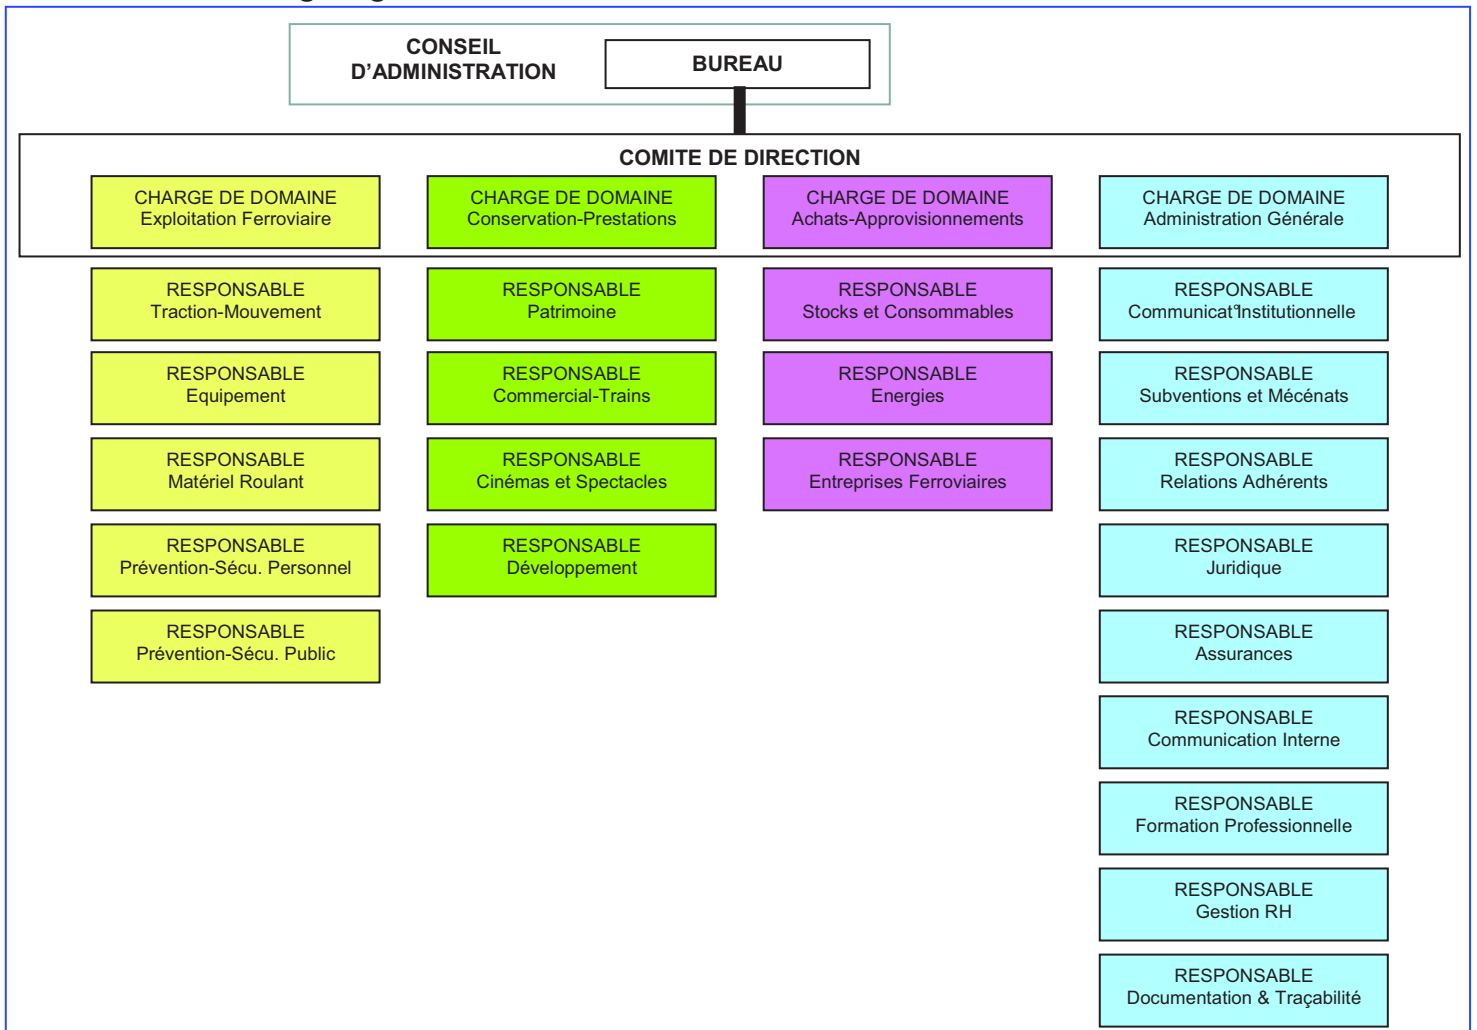 CONSEIL
D'ADMINISTRATION
BUREAU
COMITE DE DIRECTION
CHARGE DE DOMAINE
Exploitation Ferroviaire
CHARGE DE DOMAINE
Conservation-Prestations
CHARGE DE DOMAINE
Achats-Approvisionnements
CHARGE DE DOMAINE
Administration Générale
RESPONSABLE
Traction-Mouvement
RESPONSABLE
Patrimoine
RESPONSABLE
Stocks et Consommables
RESPONSABLE
Communicat°Institutionnelle
RESPONSABLE
Equipement
RESPONSABLE
Commercial-Trains
RESPONSABLE
Energies
RESPONSABLE
Subventions et Mécénats
RESPONSABLE
Matériel Roulant
RESPONSABLE
Cinémas et Spectacles
RESPONSABLE
Entreprises Ferroviaires
RESPONSABLE
Relations Adhérents
RESPONSABLE
Prévention-Sécu. Personnel
RESPONSABLE
Développement
RESPONSABLE
Juridique
RESPONSABLE
Prévention-Sécu. Public
RESPONSABLE
Assurances
RESPONSABLE
Communication Interne
RESPONSABLE
Formation Professionnelle
RESPONSABLE
Gestion RH
RESPONSABLE
Documentation & Traçabilité